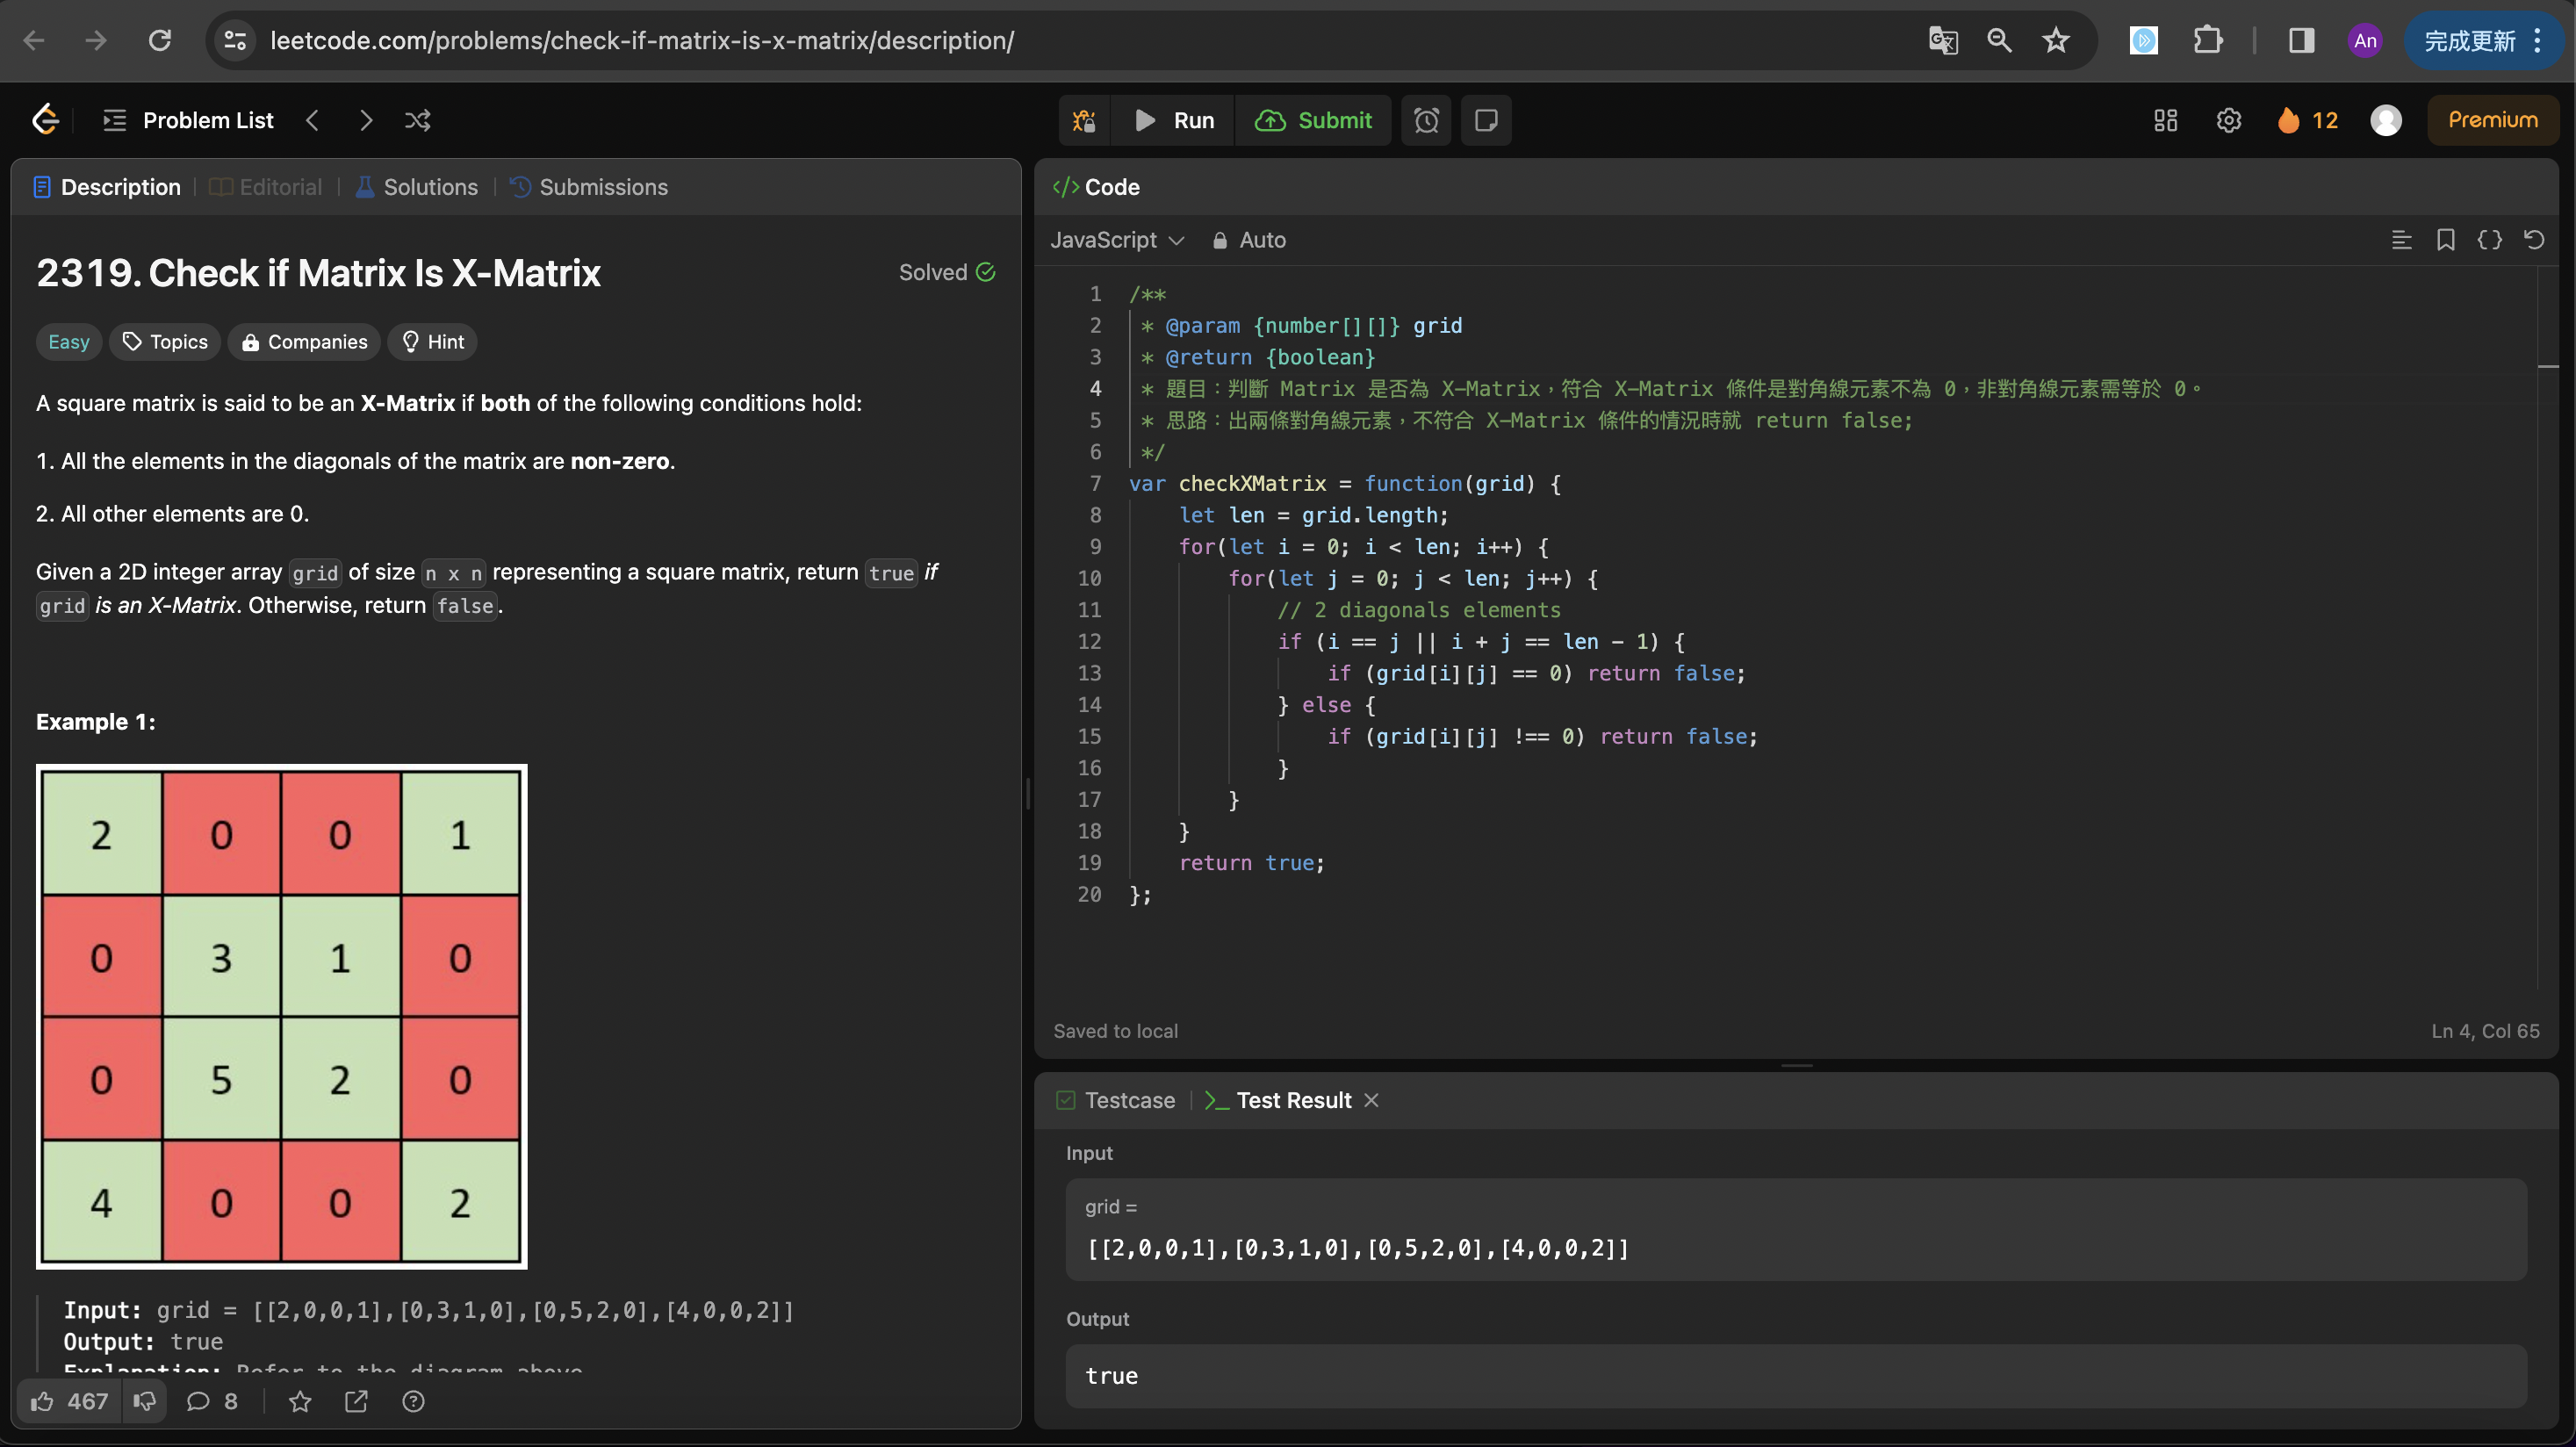 leetcode.com/problems/check-if-matrix-is-x-matrix/description/
An
完成更新
Problem List
Run
Submit
12
Premium
Description
Editorial
Solutions
Submissions
2319. Check if Matrix Is X-Matrix
Solved
Easy
Topics
Companies
Hint
A square matrix is said to be an X-Matrix if both of the following conditions hold:
1. All the elements in the diagonals of the matrix are non-zero.
2. All other elements are 0.
Given a 2D integer array grid of size n x n representing a square matrix, return true if
grid is an X-Matrix. Otherwise, return false.
Example 1:
2 0 0 1
0 3 1 0
0 5 2 0
4 0 0 2
Input: grid = [[2,0,0,1],[0,3,1,0],[0,5,2,0],[4,0,0,2]]
Output: true
Explanation: Refer to the diagram above.
467
8
</> Code
JavaScript
Auto
1 /**
2 * @param {number[][]} grid
3 * @return {boolean}
4 * 題目：判斷 Matrix 是否為 X-Matrix，符合 X-Matrix 條件是對角線元素不為 0，非對角線元素需等於 0。
5 * 思路：出兩條對角線元素，不符合 X-Matrix 條件的情況時就 return false;
6 */
7 var checkXMatrix = function(grid) {
8 let len = grid.length;
9 for(let i = 0; i < len; i++) {
10 for(let j = 0; j < len; j++) {
11 // 2 diagonals elements
12 if (i == j || i + j == len - 1) {
13 if (grid[i][j] == 0) return false;
14 } else {
15 if (grid[i][j] !== 0) return false;
16 }
17 }
18 }
19 return true;
20 };
Saved to local
Ln 4, Col 65
Testcase
Test Result
Input
grid =
[[2,0,0,1],[0,3,1,0],[0,5,2,0],[4,0,0,2]]
Output
true